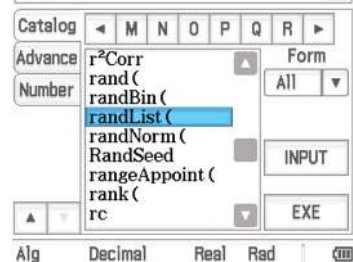 Catalog M N O P Q R
Advance
Number
r²Corr
rand (
randBin (
randList (
randNorm (
RandSeed
rangeAppoint (
rank (
rc
Form
All
INPUT
EXE
Alg Decimal Real Rad